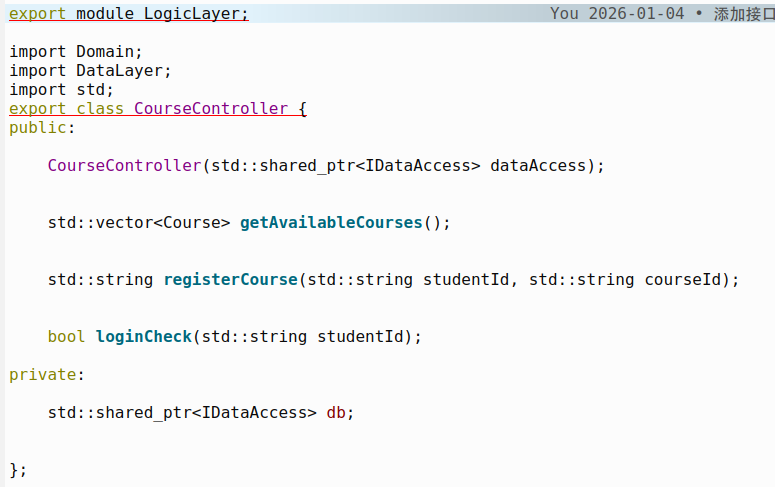 export module LogicLayer; You 2026-01-04 • 添加接口
import Domain;
import DataLayer;
import std;
export class CourseController {
public:
CourseController(std::shared_ptr<IDataAccess> dataAccess);
std::vector<Course> getAvailableCourses();
std::string registerCourse(std::string studentId, std::string courseId);
bool loginCheck(std::string studentId);
private:
std::shared_ptr<IDataAccess> db;
};